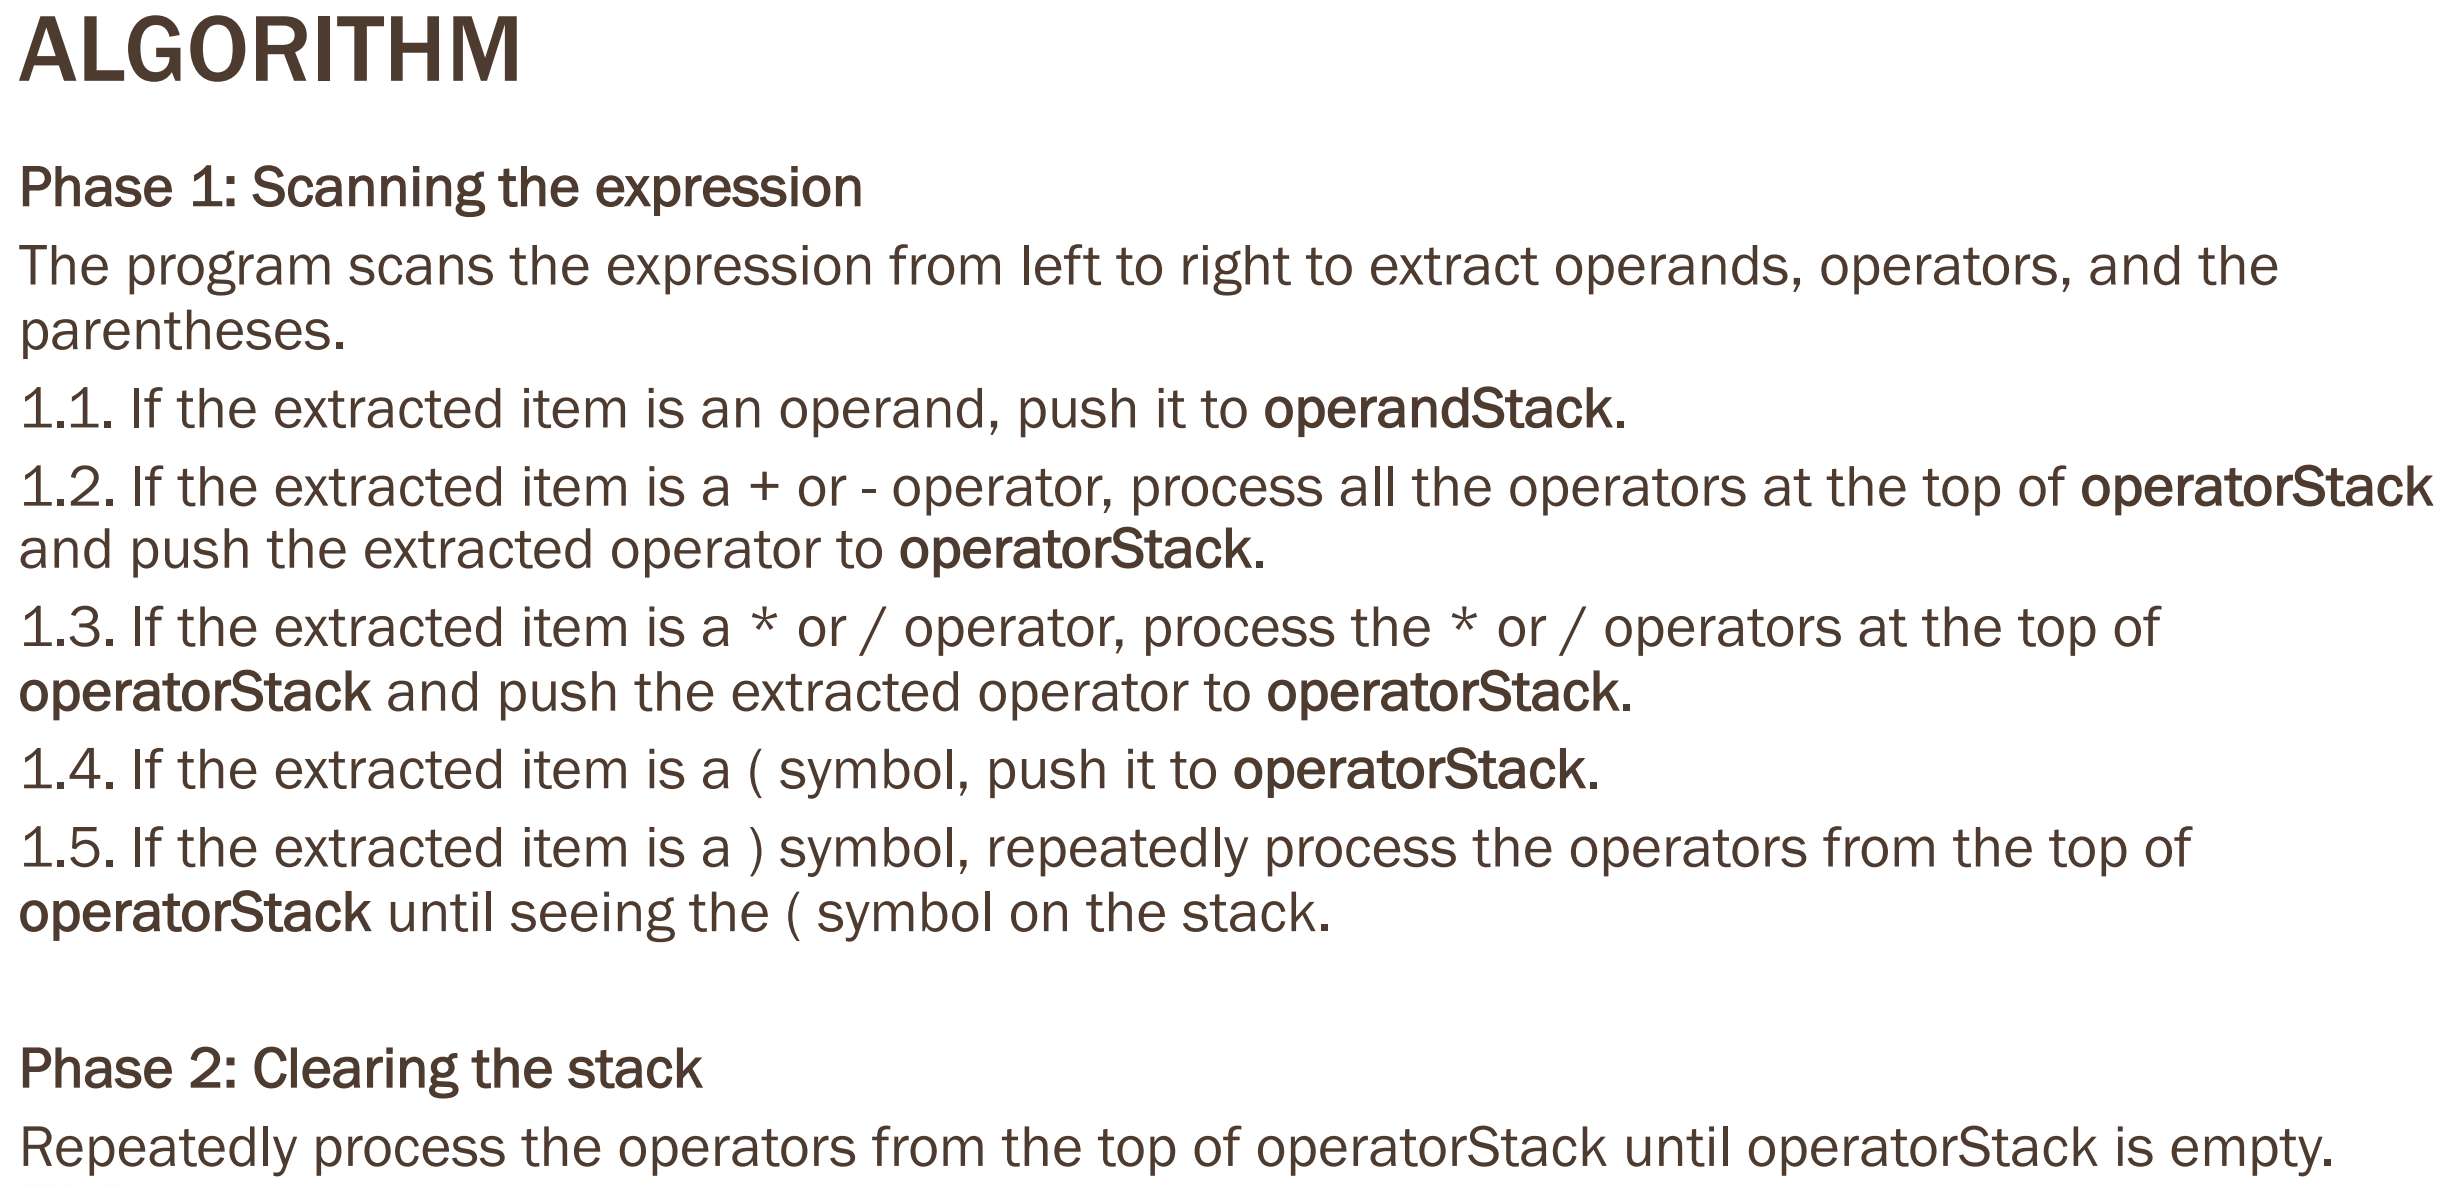 ALGORITHM
Phase 1: Scanning the expression
The program scans the expression from left to right to extract operands, operators, and the
parentheses.
1.1. If the extracted item is an operand, push it to operandStack.
1.2. If the extracted item is a + or - operator, process all the operators at the top of operatorStack
and push the extracted operator to operatorStack.
1.3. If the extracted item is a * or / operator, process the * or / operators at the top of
operatorStack and push the extracted operator to operatorStack.
1.4. If the extracted item is a ( symbol, push it to operatorStack.
1.5. If the extracted item is a ) symbol, repeatedly process the operators from the top of
operatorStack until seeing the ( symbol on the stack.
Phase 2: Clearing the stack
Repeatedly process the operators from the top of operatorStack until operatorStack is empty.